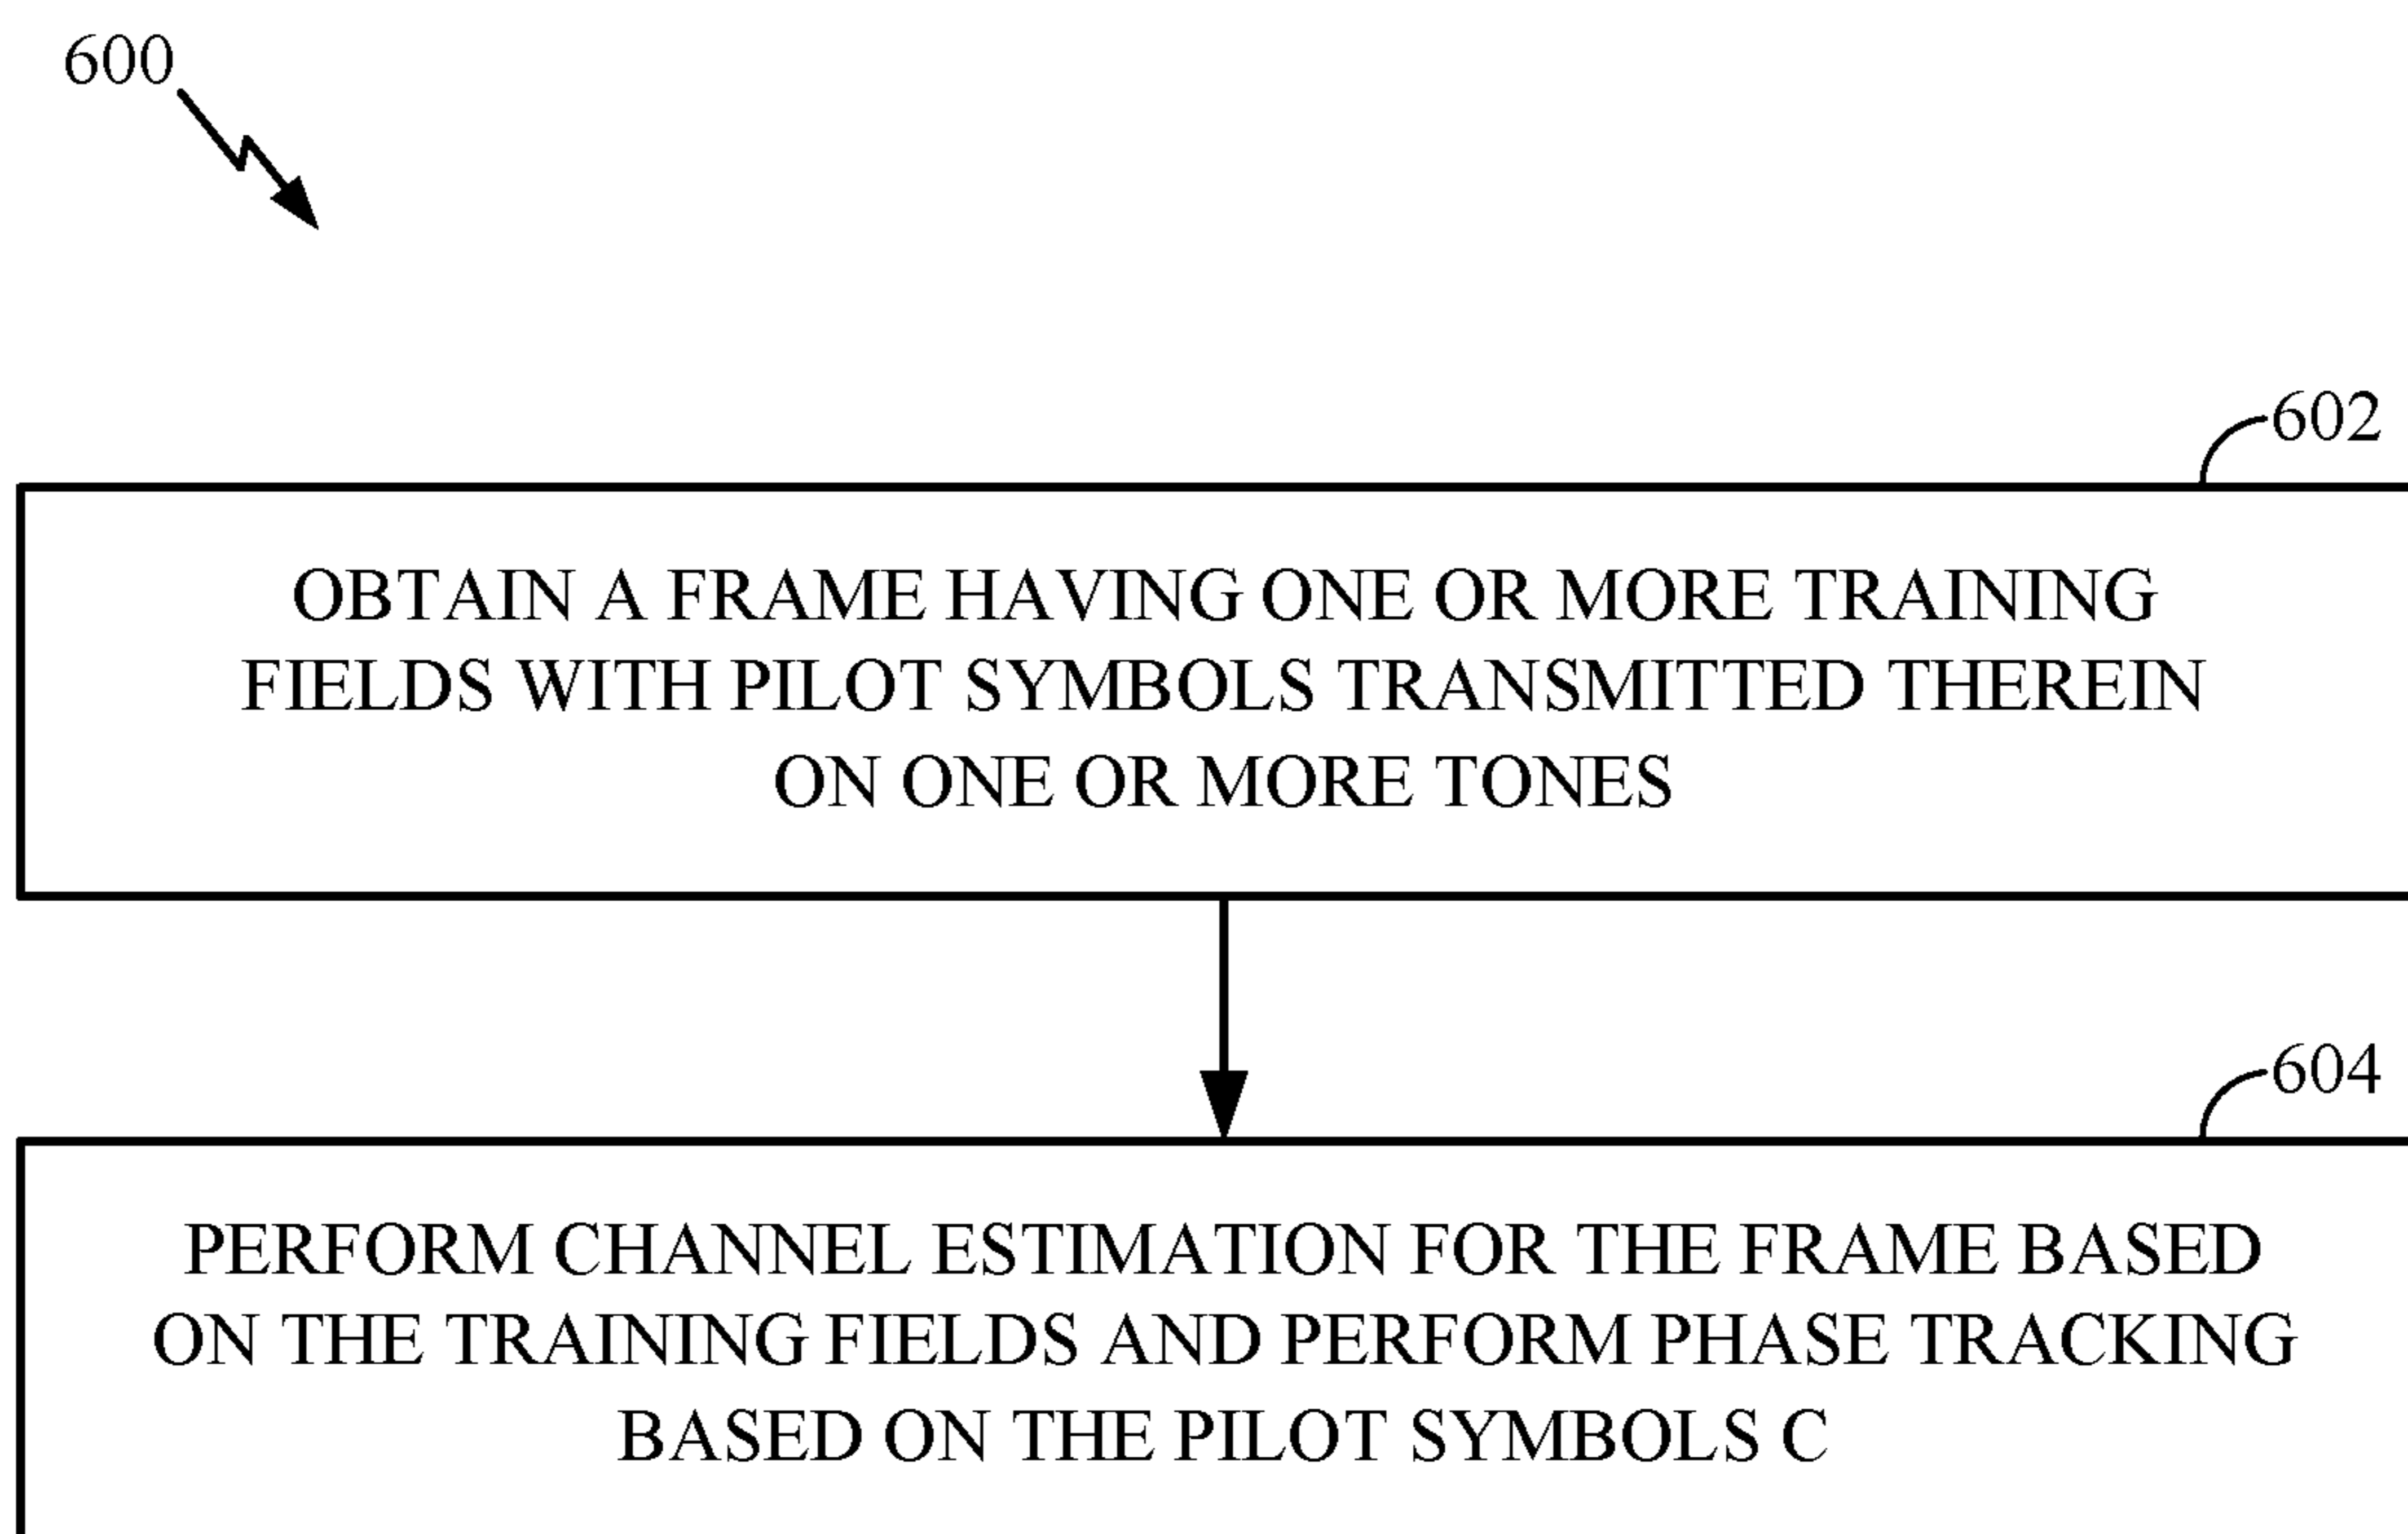 600
602
OBTAIN A FRAME HAVING ONE OR MORE TRAINING
FIELDS WITH PILOT SYMBOLS TRANSMITTED THEREIN
ON ONE OR MORE TONES
604
PERFORM CHANNEL ESTIMATION FOR THE FRAME BASED
ON THE TRAINING FIELDS AND PERFORM PHASE TRACKING
BASED ON THE PILOT SYMBOLS C